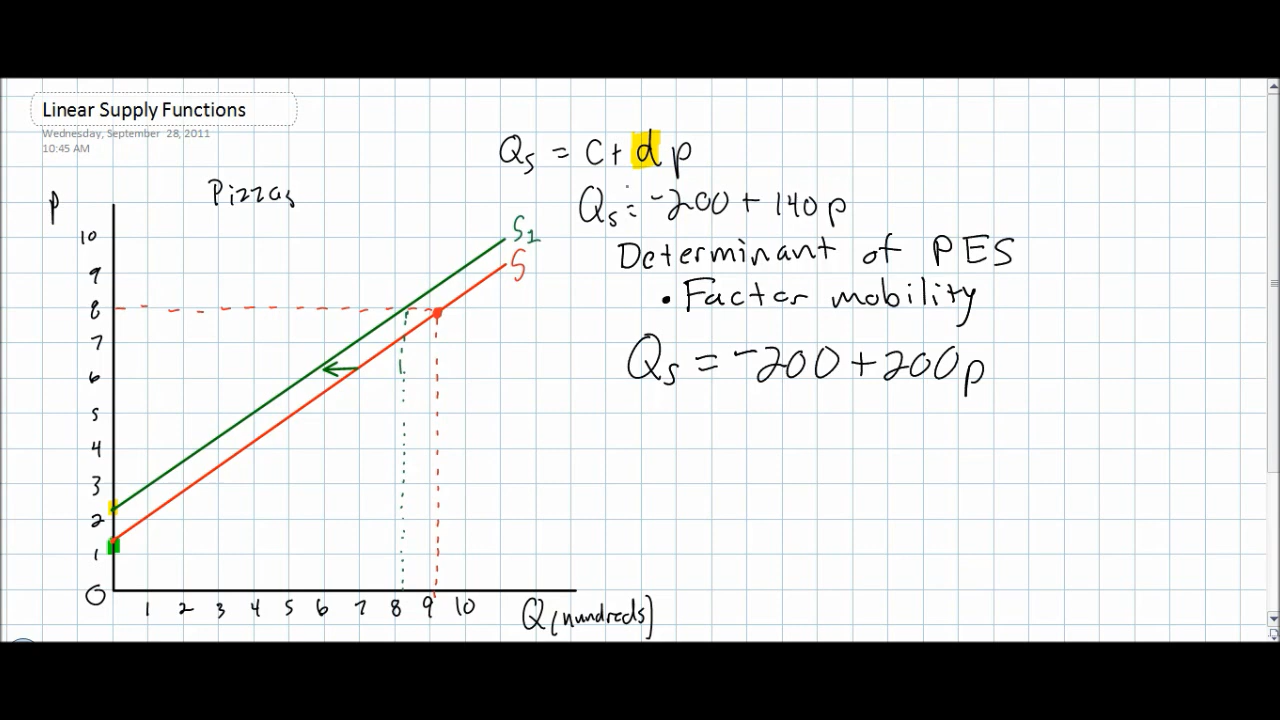 Linear Supply Functions
Wednesday, September 28, 2011
10:45 AM
Pizzas
P
10
9
8
7
6
5
4
3
2
1
0
1 2 3 4 5 6 7 8 9 10
Q (hundreds)
S1
S
Qs = c + d p
Qs = -200 + 140p
Determinant of PES
• Factor mobility
Qs = -200 + 200p